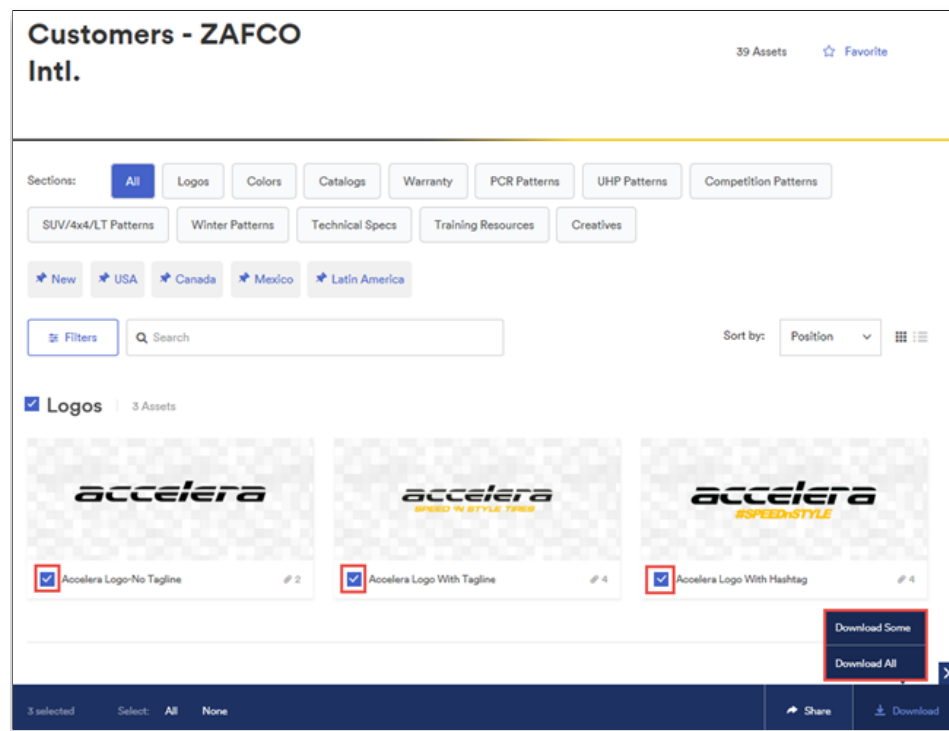 Customers - ZAFCO
Intl.
39 Assets Favorite
Sections: All Logos Colors Catalogs Warranty PCR Patterns UHP Patterns Competition Patterns
SUV/4x4/LT Patterns Winter Patterns Technical Specs Training Resources Creatives
New USA Canada Mexico Latin America
Filters Search Sort by: Position
Logos 3 Assets
accelera accelera accelera
SPEED 'N STYLE TIRES #SPEEDnSTYLE
Accelera Logo-No Tagline 2 Accelera Logo With Tagline 4 Accelera Logo With Hashtag 4
Download Some
Download All
3 selected Select: All None Share Download